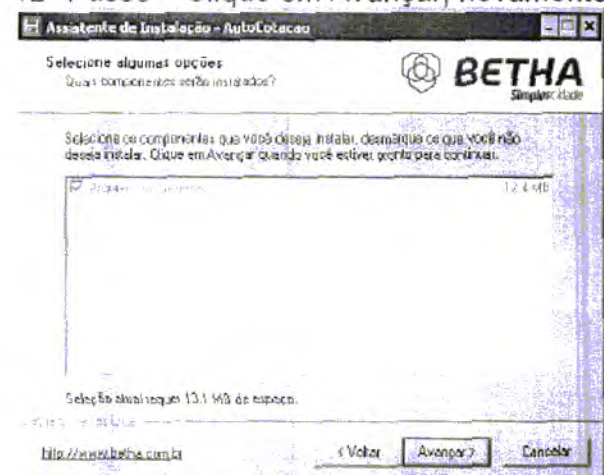 Clique em Avançar, novamente
Assistente de Instalação - AutoCotacao
Selecione algumas opções
Quais componentes serão instalados?
BETHA
Simplescidade
Selecione os componentes que você deseja instalar, desmarque os que você não
deseja instalar. Clique em Avançar quando você estiver pronto para continuar.
12.4 MB
Seleção atual requer 13.1 MB de espaço.
http://www.betha.com.br
< Voltar
Avançar >
Cancelar